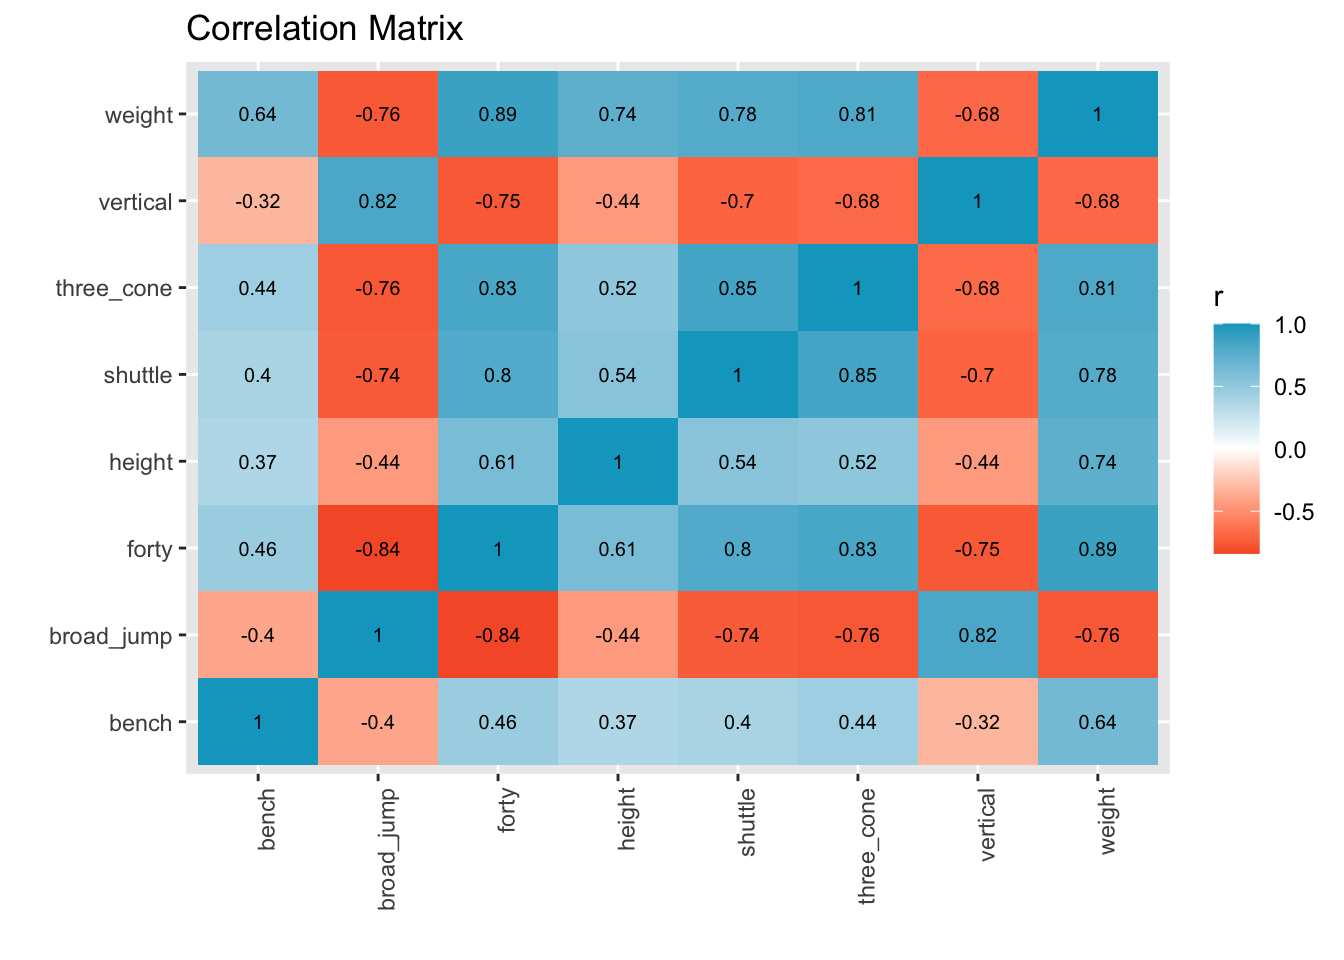 Correlation Matrix
weight 0.64 -0.76 0.89 0.74 0.78 0.81 -0.68 1
vertical -0.32 0.82 -0.75 -0.44 -0.7 -0.68 1 -0.68
three_cone 0.44 -0.76 0.83 0.52 0.85 1 -0.68 0.81
shuttle 0.4 -0.74 0.8 0.54 1 0.85 -0.7 0.78
height 0.37 -0.44 0.61 1 0.54 0.52 -0.44 0.74
forty 0.46 -0.84 1 0.61 0.8 0.83 -0.75 0.89
broad_jump -0.4 1 -0.84 -0.44 -0.74 -0.76 0.82 -0.76
bench 1 -0.4 0.46 0.37 0.4 0.44 -0.32 0.64
bench broad_jump forty height shuttle three_cone vertical weight
r
1.0
0.5
0.0
-0.5